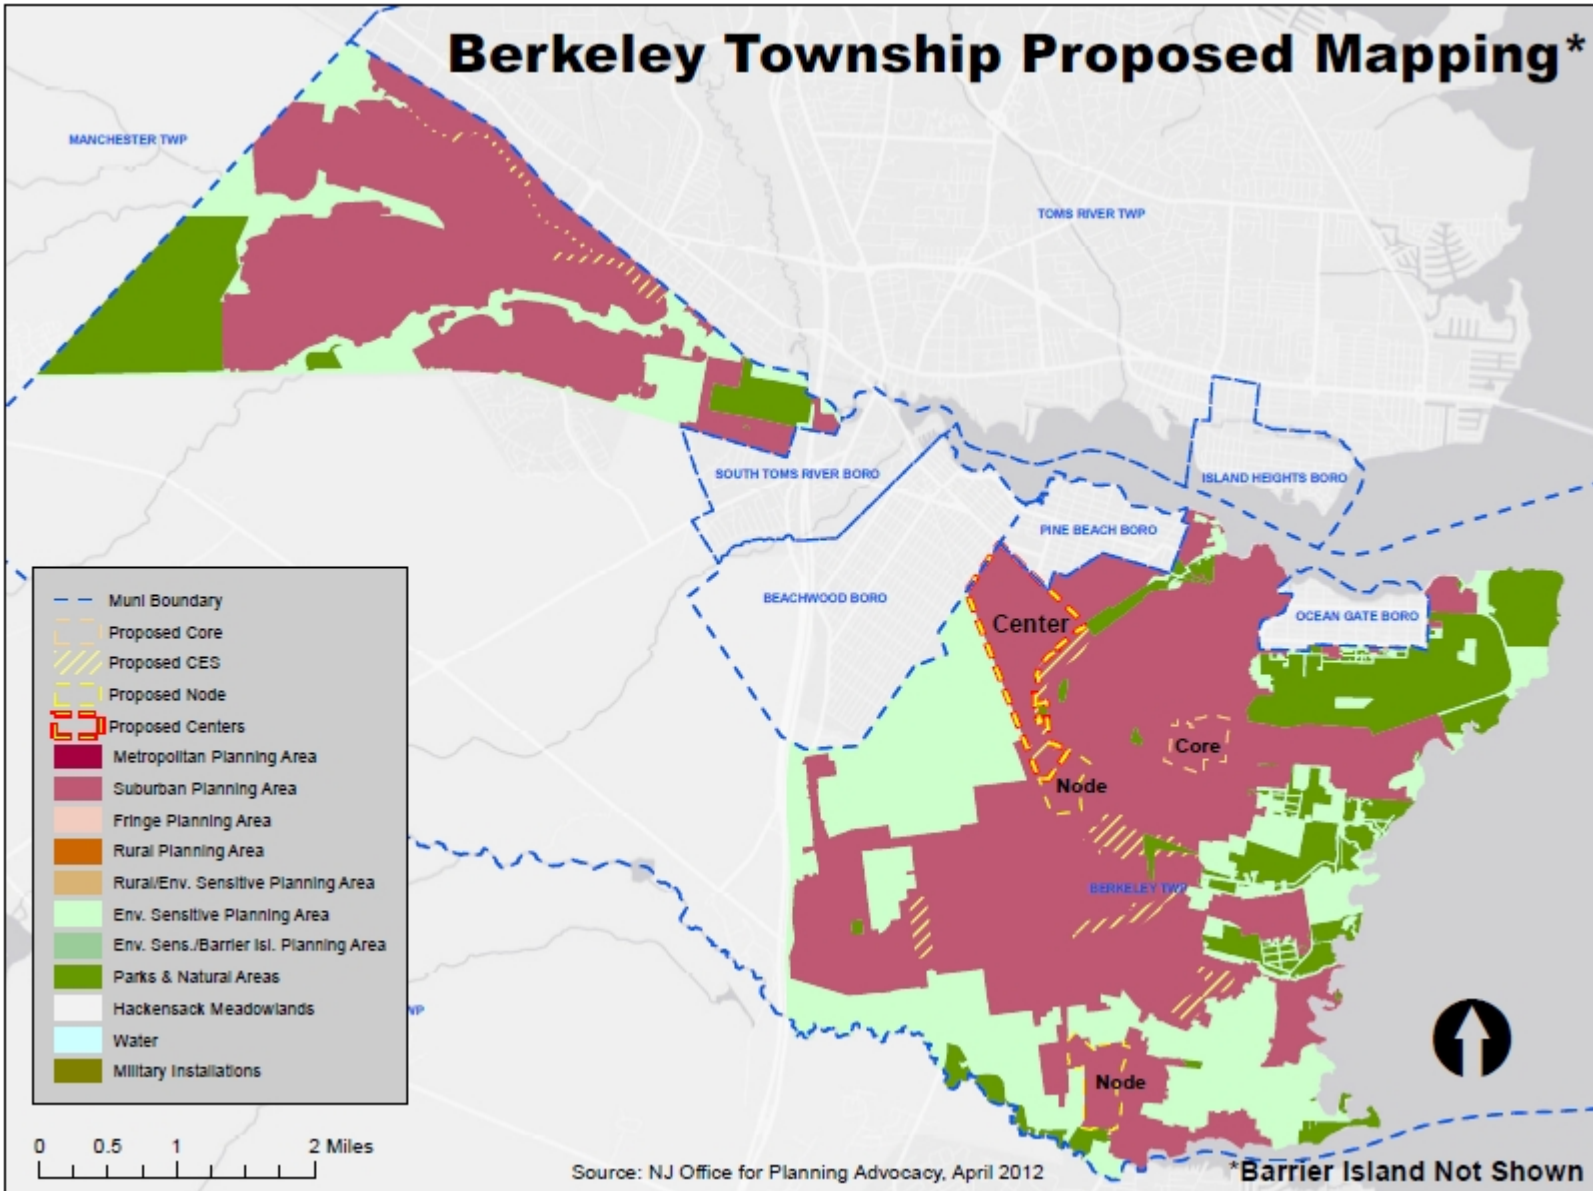 Berkeley Township Proposed Mapping*
MANCHESTER TWP
TOMS RIVER TWP
SOUTH TOMS RIVER BORO
ISLAND HEIGHTS BORO
PINE BEACH BORO
BEACHWOOD BORO
OCEAN GATE BORO
Center
Core
Node
BERKELEY TWP
Node
Muni Boundary
Proposed Core
Proposed CES
Proposed Node
Proposed Centers
Metropolitan Planning Area
Suburban Planning Area
Fringe Planning Area
Rural Planning Area
Rural/Env. Sensitive Planning Area
Env. Sensitive Planning Area
Env. Sens./Barrier Isl. Planning Area
Parks & Natural Areas
Hackensack Meadowlands
Water
Military Installations
WP
0 0.5 1 2 Miles
Source: NJ Office for Planning Advocacy, April 2012
*Barrier Island Not Shown